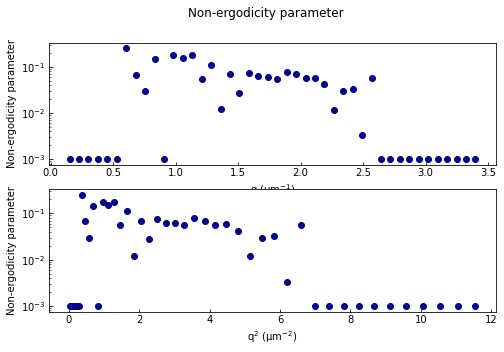 Non-ergodicity parameter
Non-ergodicity parameter
10⁻¹
10⁻²
10⁻³
0.0 0.5 1.0 1.5 2.0 2.5 3.0 3.5
q (μm⁻¹)
Non-ergodicity parameter
10⁻¹
10⁻²
10⁻³
0 2 4 6 8 10 12
q² (μm⁻²)